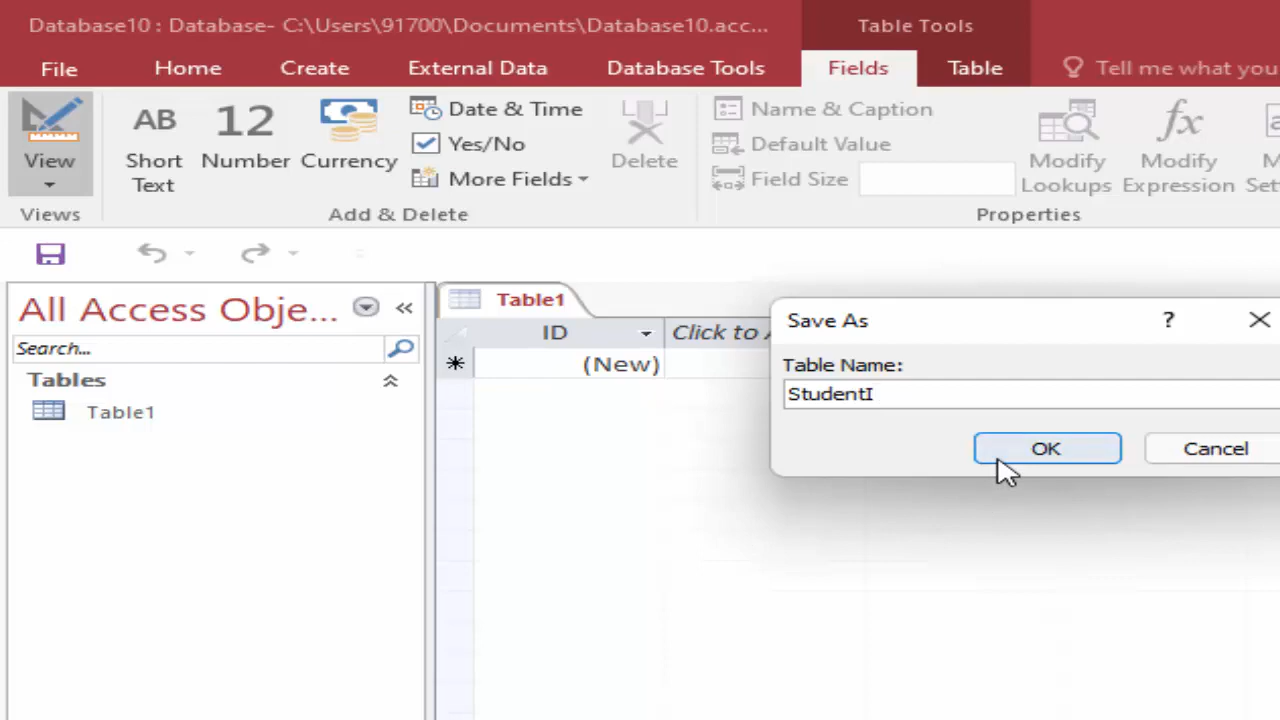 Database10 : Database- C:\Users\91700\Documents\Database10.acc...
Table Tools
File
Home
Create
External Data
Database Tools
Fields
Table
Tell me what you
View
AB
Short
Text
12
Number
Currency
Date & Time
Yes/No
More Fields
Delete
Name & Caption
Default Value
Field Size
Modify
Lookups
fx
Modify
Expression
Views
Add & Delete
Properties
All Access Obje...
Search...
Tables
Table1
Table1
ID
Click to
(New)
Save As
?
Table Name:
StudentI
OK
Cancel